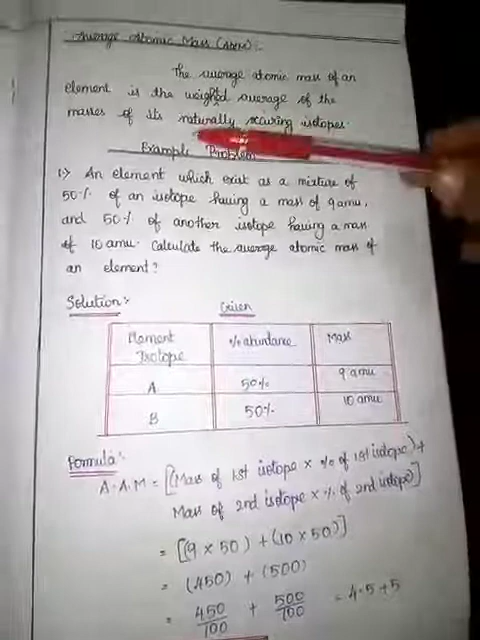 Average Atomic Mass (AAM):-
The average atomic mass of an
element is the weighted average of the
masses of its naturally occuring isotopes.
Example Problem
1.) An element which exist as a mixture of
50% of an isotope having a mass of 9 amu,
and 50% of another isotope having a mass
of 10 amu. Calculate the average atomic mass of
an element?
Solution:
Given
Element Isotope % abundance Mass
A 50% 9 amu
B 50% 10 amu
Formula:
A.A.M = [(Mass of 1st isotope × % of 1st isotope) +
Mass of 2nd isotope × % of 2nd isotope)]
= [(9 × 50) + (10 × 50)]
= (450) + (500)
= 450/100 + 500/100 = 4.5 + 5